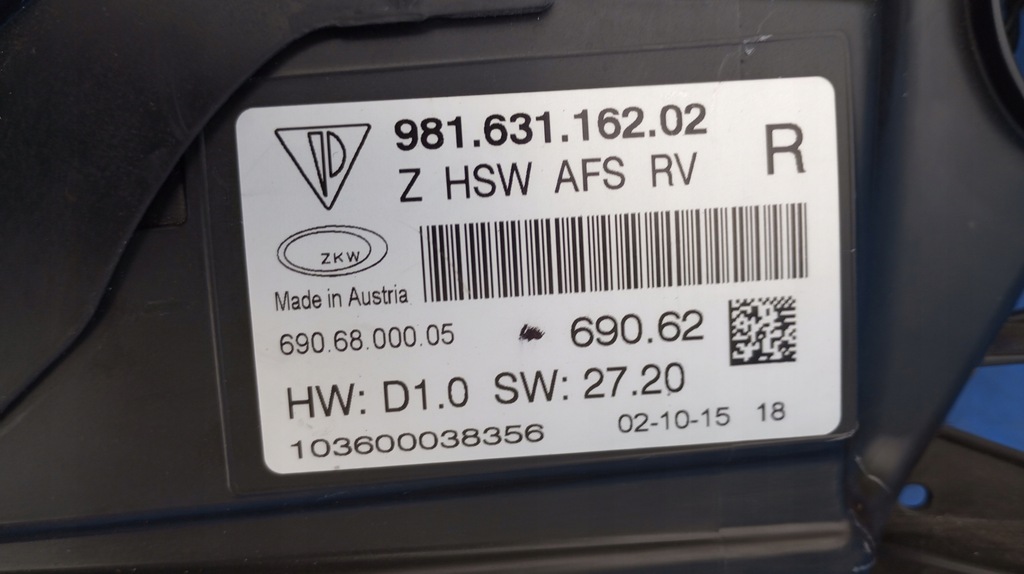 981.631.162.02
Z HSW AFS RV
R
ZKW
Made in Austria
690.68.000.05
690.62
HW: D1.0 SW: 27.20
103600038356
02-10-15 18